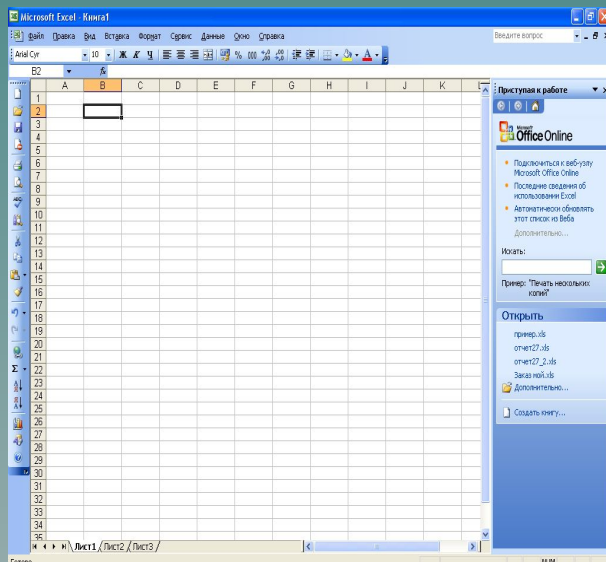 Microsoft Excel - Книга1
Файл Правка Вид Вставка Формат Сервис Данные Окно Справка
Введите вопрос
Arial Cyr 10 Ж К Ч % 000
B2 fx
A B C D E F G H I J K L
1
2
3
4
5
6
7
8
9
10
11
12
13
14
15
16
17
18
19
20
21
22
23
24
25
26
27
28
29
30
31
32
33
34
35
Лист1 Лист2 Лист3
Готово
NUM
Приступая к работе
Microsoft
Office Online
Подключиться к веб-узлу
Microsoft Office Online
Последние сведения об
использовании Excel
Автоматически обновлять
этот список из Веба
Дополнительно...
Искать:
Пример: "Печать нескольких
копий"
Открыть
пример.xls
отчет27.xls
отчет27_2.xls
Заказ мой.xls
Дополнительно...
Создать книгу...